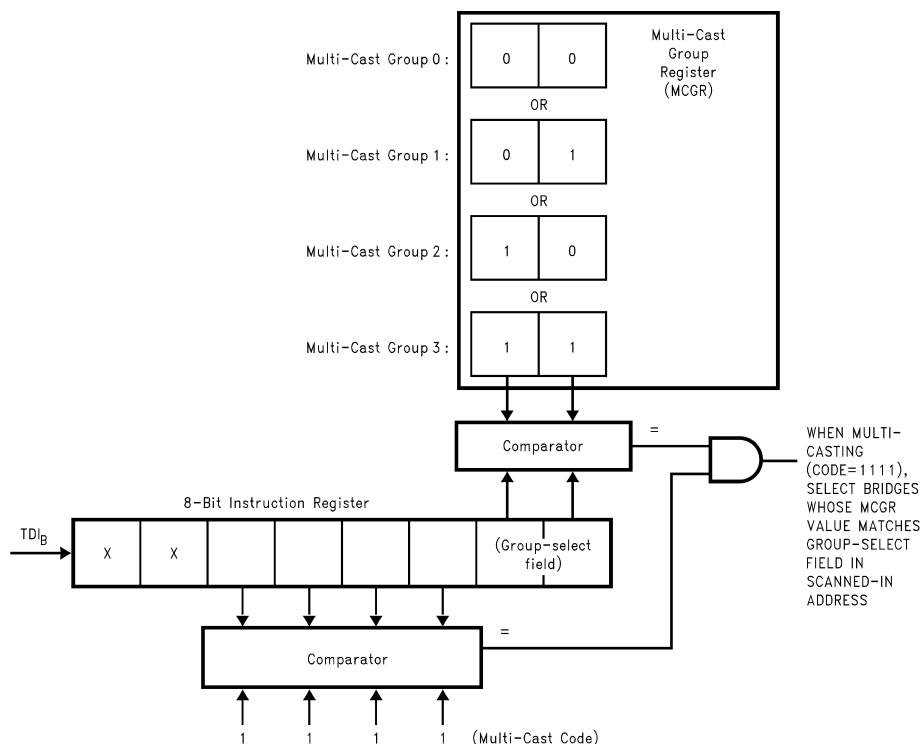 Multi-Cast
Group
Register
(MCGR)
Multi-Cast Group 0: 0 0
OR
Multi-Cast Group 1: 0 1
OR
Multi-Cast Group 2: 1 0
OR
Multi-Cast Group 3: 1 1
Comparator
=
WHEN MULTI-
CASTING
(CODE=1111),
SELECT BRIDGES
WHOSE MCGR
VALUE MATCHES
GROUP-SELECT
FIELD IN
SCANNED-IN
ADDRESS
8-Bit Instruction Register
TDIB
X X
(Group-select
field)
Comparator
=
1 1 1 1 (Multi-Cast Code)